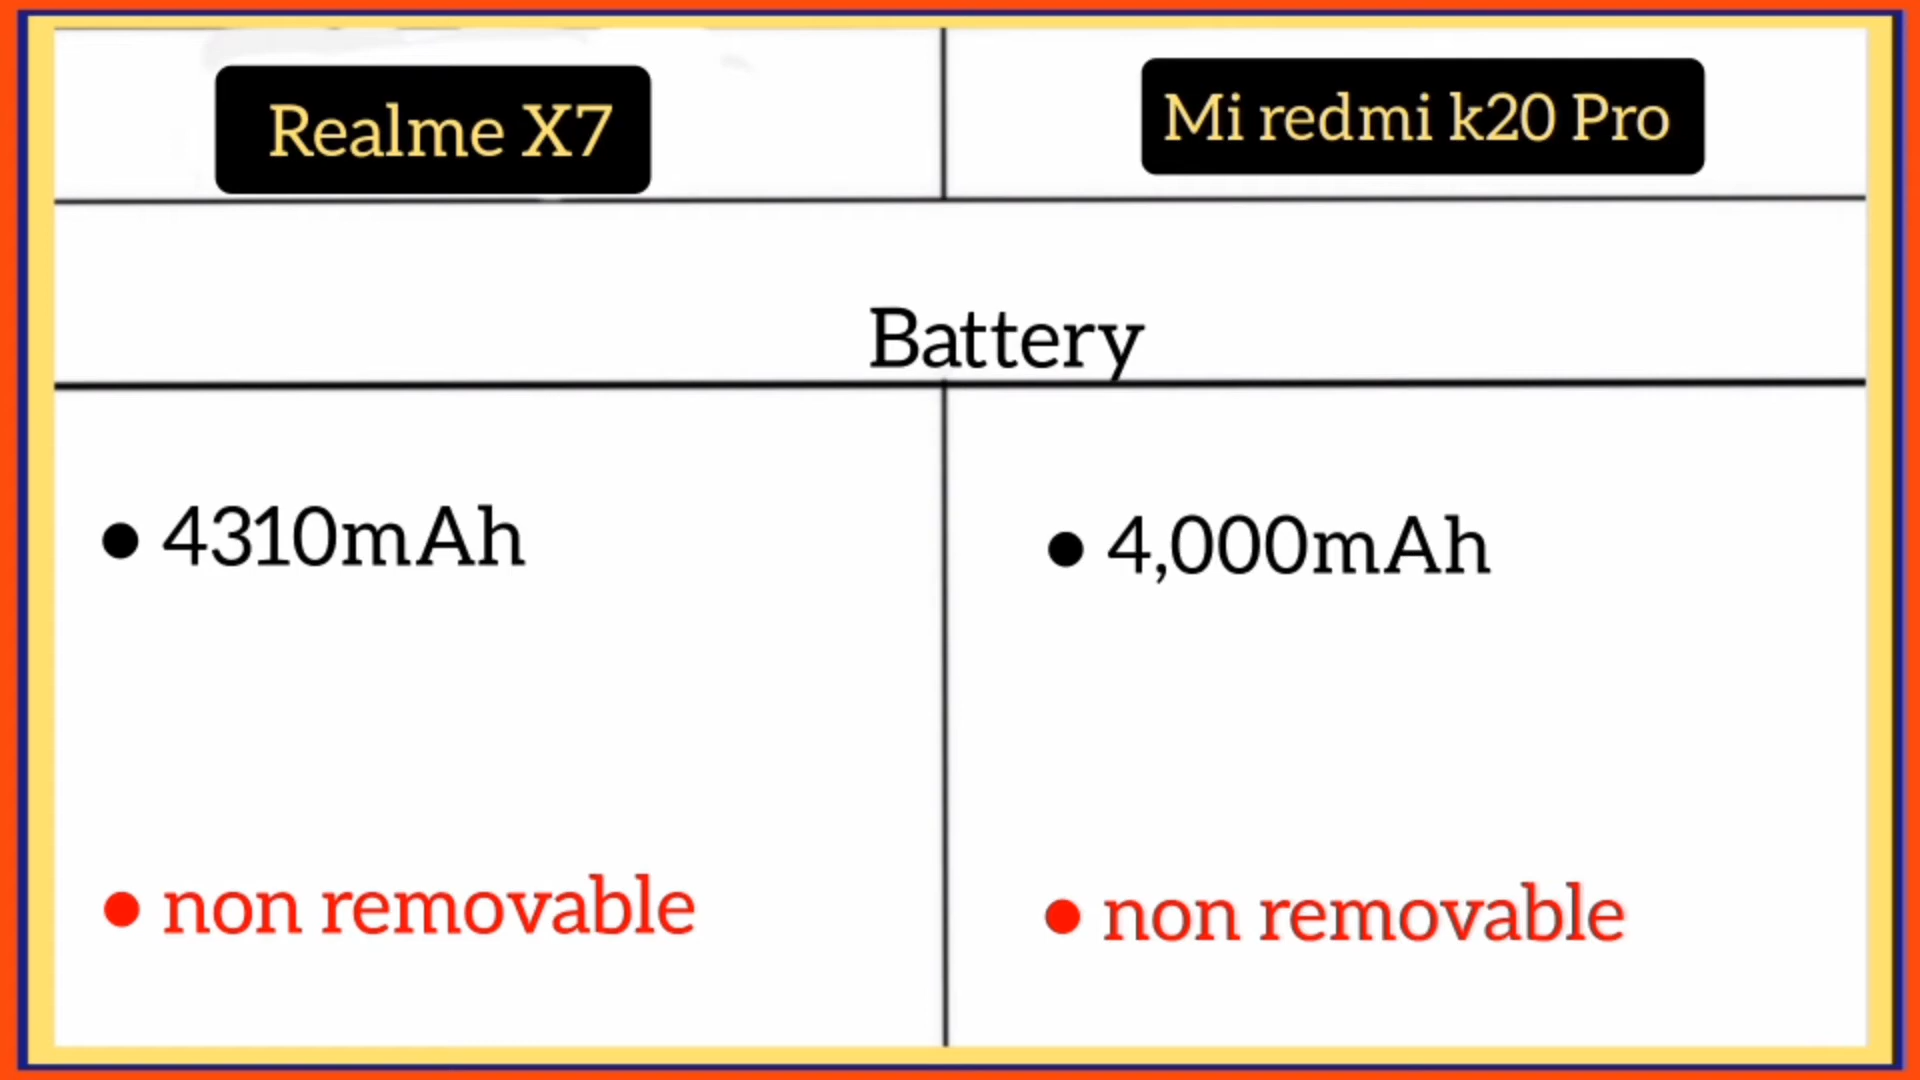 Realme X7
Mi redmi k20 Pro
Battery
● 4310mAh
● 4,000mAh
● non removable
● non removable